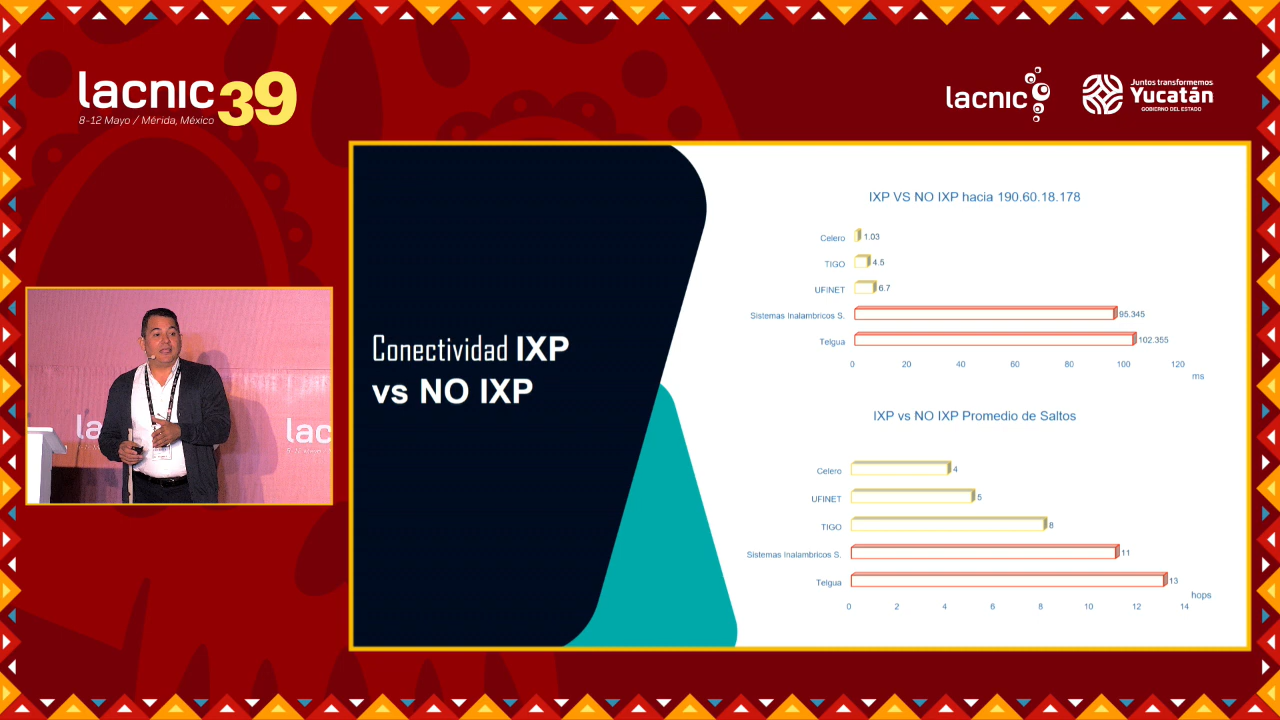 lacnic39
8-12 Mayo / Mérida, México
lacnic
Juntos transformemos
Yucatán
GOBIERNO DEL ESTADO
Conectividad IXP
vs NO IXP
IXP VS NO IXP hacia 190.60.18.178
Celero 1.03
TIGO 4.5
UFINET 6.7
Sistemas Inalambricos S. 95.345
Telgua 102.355
0 20 40 60 80 100 120
ms
IXP vs NO IXP Promedio de Saltos
Celero 4
UFINET 5
TIGO 8
Sistemas Inalambricos S. 11
Telgua 13
hops
0 2 4 6 8 10 12 14
la
lac